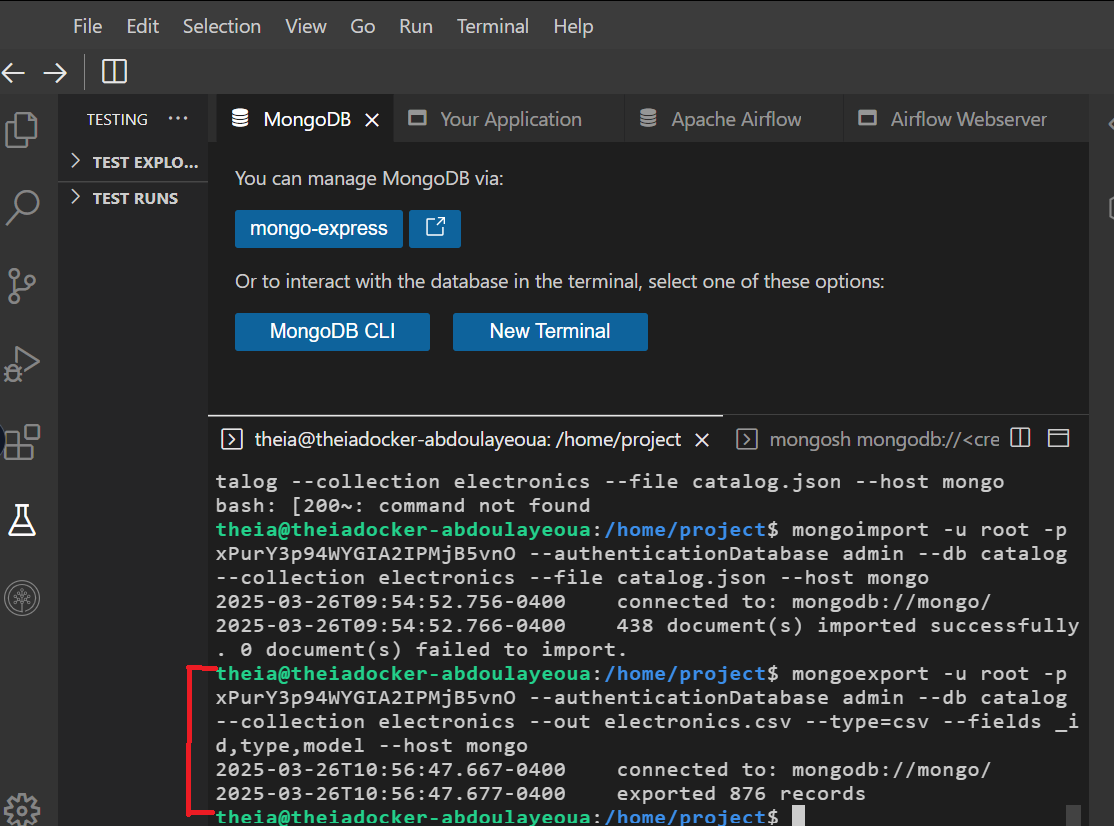 File Edit Selection View Go Run Terminal Help
TESTING ···
MongoDB
Your Application
Apache Airflow
Airflow Webserver
TEST EXPLO...
TEST RUNS
You can manage MongoDB via:
mongo-express
Or to interact with the database in the terminal, select one of these options:
MongoDB CLI
New Terminal
theia@theiadocker-abdoulayeoua: /home/project
mongosh mongodb://<cre
talog --collection electronics --file catalog.json --host mongo
bash: [200~: command not found
theia@theiadocker-abdoulayeoua:/home/project$ mongoimport -u root -p
xPurY3p94WYGIA2IPMjB5vnO --authenticationDatabase admin --db catalog
--collection electronics --file catalog.json --host mongo
2025-03-26T09:54:52.756-0400 connected to: mongodb://mongo/
2025-03-26T09:54:52.766-0400 438 document(s) imported successfully
. 0 document(s) failed to import.
theia@theiadocker-abdoulayeoua:/home/project$ mongoexport -u root -p
xPurY3p94WYGIA2IPMjB5vnO --authenticationDatabase admin --db catalog
--collection electronics --out electronics.csv --type=csv --fields _i
d,type,model --host mongo
2025-03-26T10:56:47.667-0400 connected to: mongodb://mongo/
2025-03-26T10:56:47.677-0400 exported 876 records
theia@theiadocker-abdoulayeoua:/home/project$